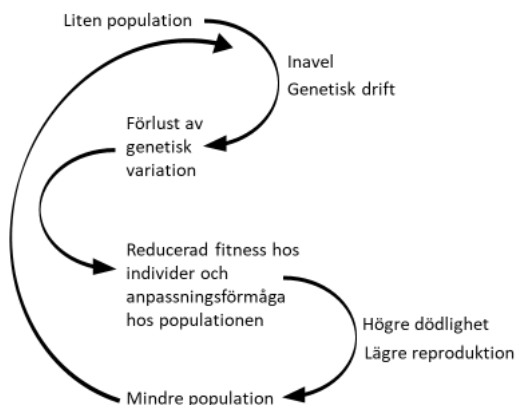 Liten population
Inavel
Genetisk drift
Förlust av
genetisk
variation
Reducerad fitness hos
individer och
anpassningsförmåga
hos populationen
Högre dödlighet
Lägre reproduktion
Mindre population